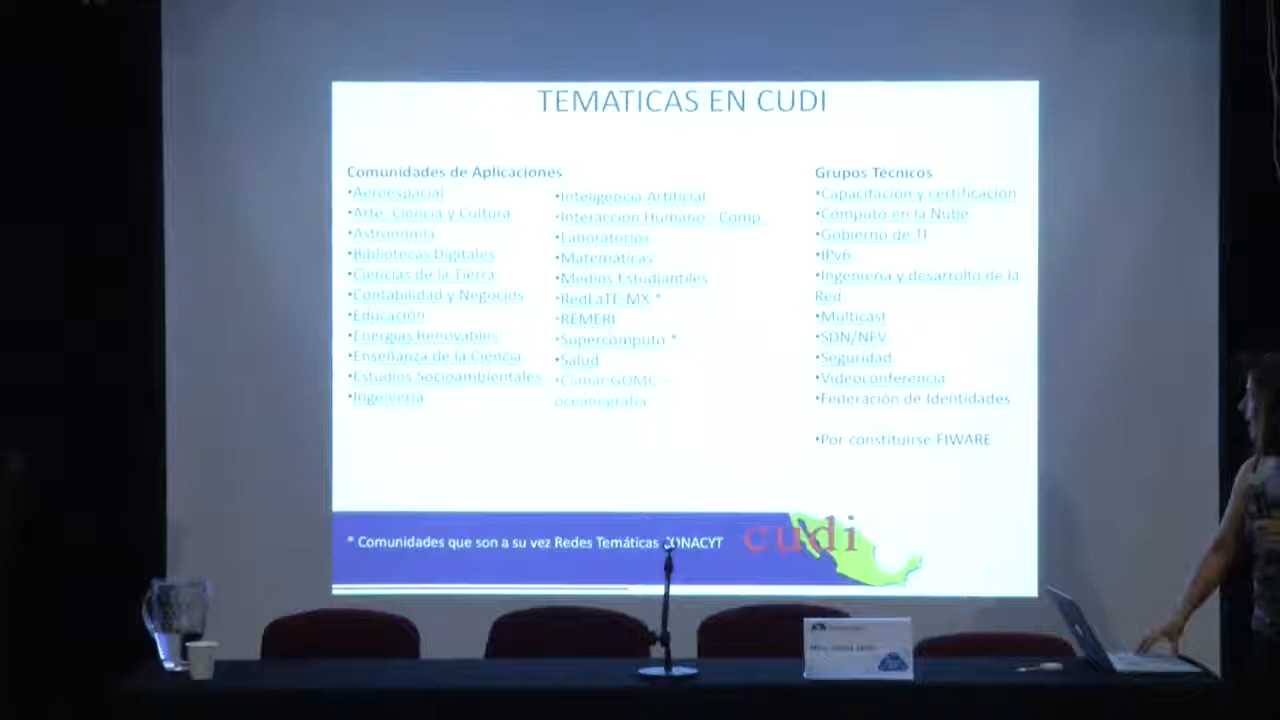 TEMATICAS EN CUDI
Comunidades de Aplicaciones
•Aeroespacial
•Arte, Ciencia y Cultura
•Astronomía
•Bibliotecas Digitales
•Ciencias de la Tierra
•Contabilidad y Negocios
•Educación
•Energías Renovables
•Enseñanza de la Ciencia
•Estudios Socioambientales
•Ingeniería
•Inteligencia Artificial
•Interacción Humano - Comp.
•Laboratorios
•Matemáticas
•Medios Estudiantiles
•RedLaTE-MX *
•REMERI
•Supercómputo *
•Salud
•Cimar GOMC –
oceanografía
Grupos Técnicos
•Capacitación y certificación
•Cómputo en la Nube
•Gobierno de TI
•IPv6
•Ingeniería y desarrollo de la
Red
•Multicast
•SDN/NFV
•Seguridad
•Videoconferencia
•Federación de Identidades
•Por constituirse FIWARE
* Comunidades que son a su vez Redes Temáticas CONACYT
cudi